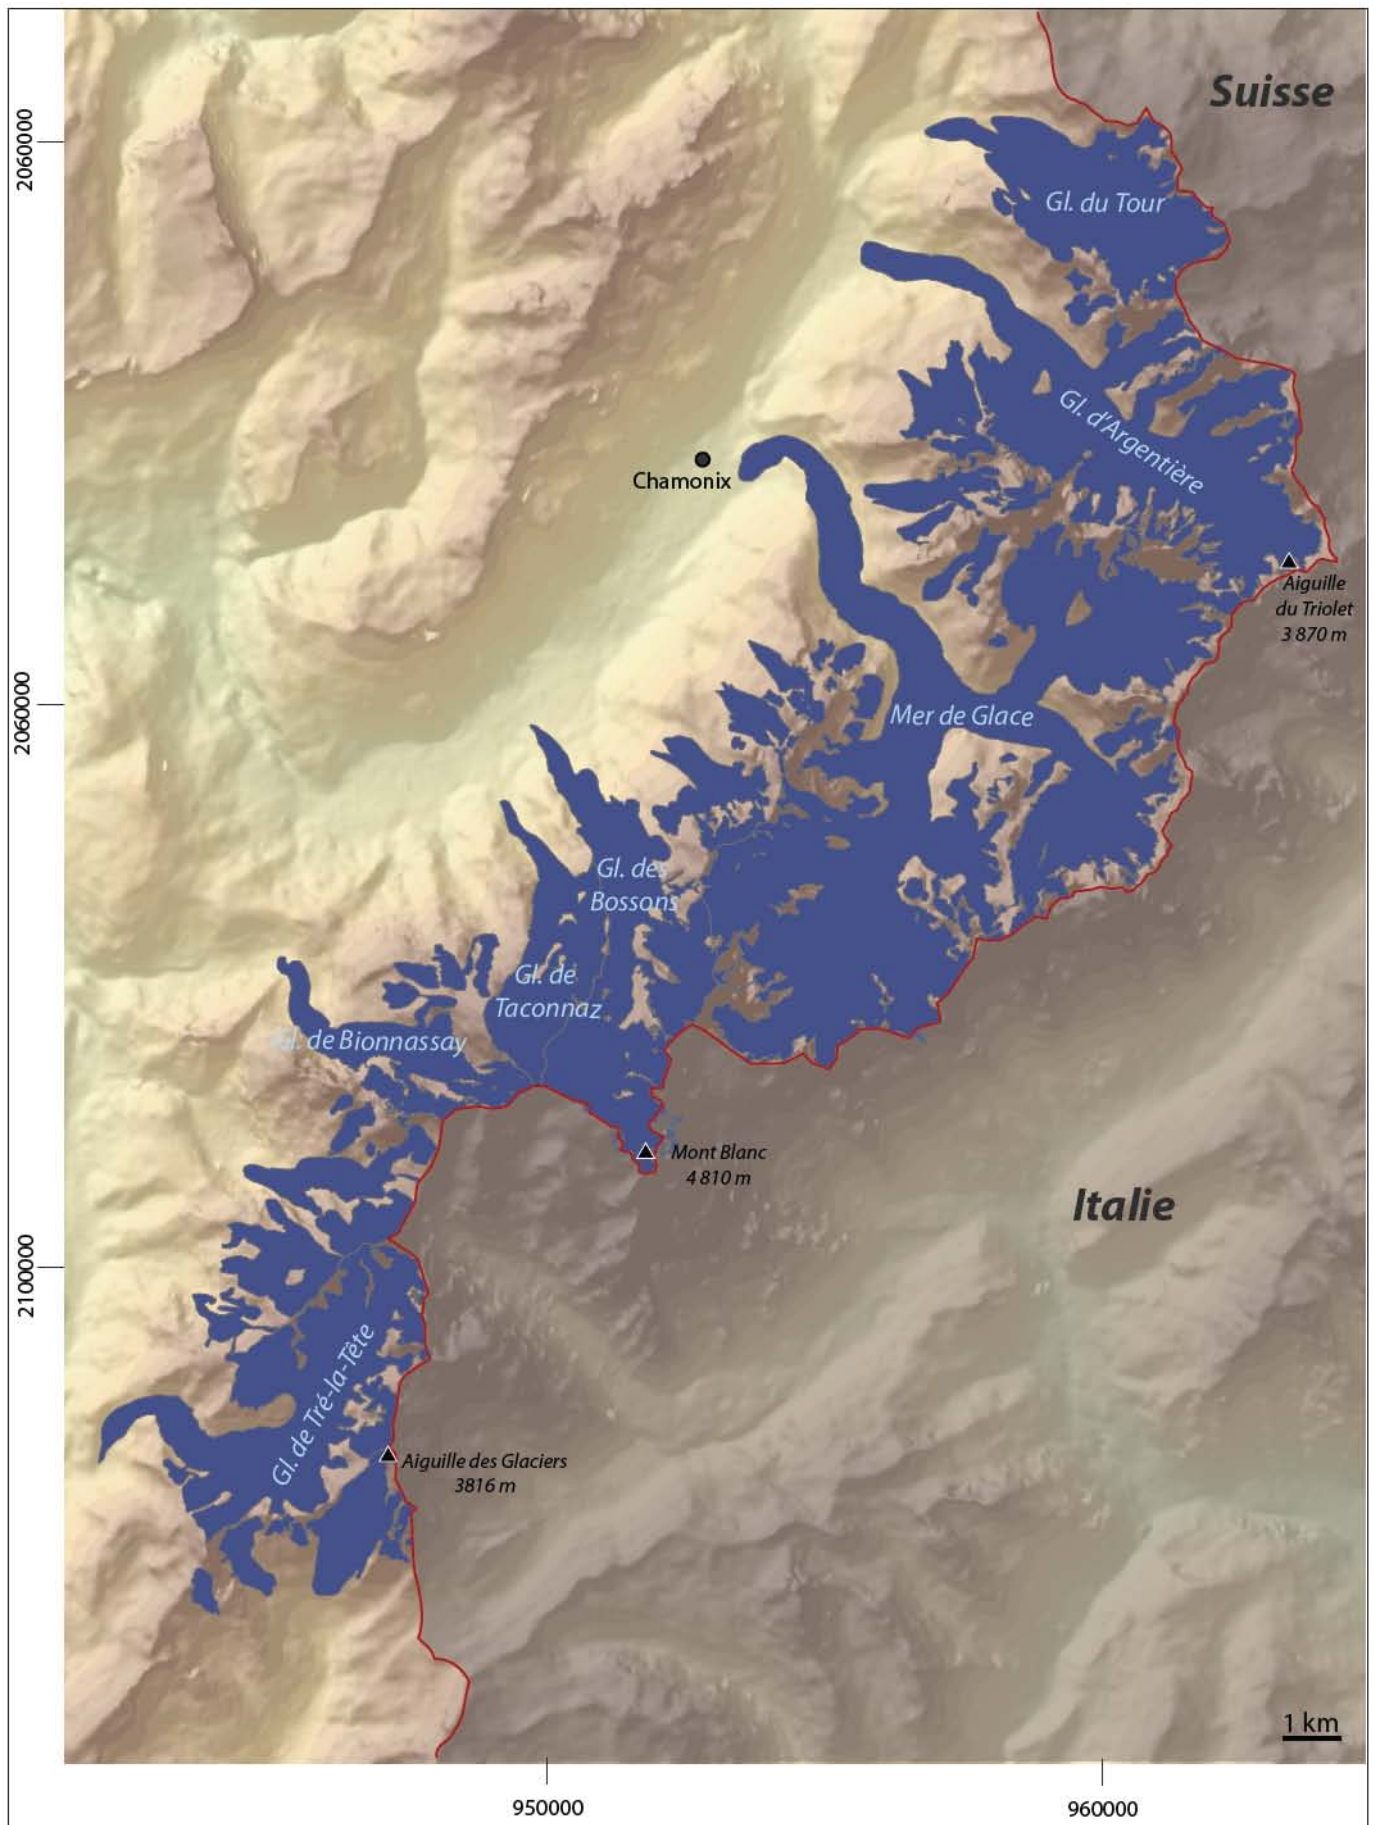 Suisse
2060000
Gl. du Tour
Gl. d'Argentière
Chamonix
Aiguille
du Triolet
3 870 m
2060000
Mer de Glace
Gl. des
Bossons
Gl. de
Taconnaz
Gl. de Bionnassay
Mont Blanc
4 810 m
Italie
2100000
Gl. de Tré-la-Tête
Aiguille des Glaciers
3816 m
1 km
950000
960000